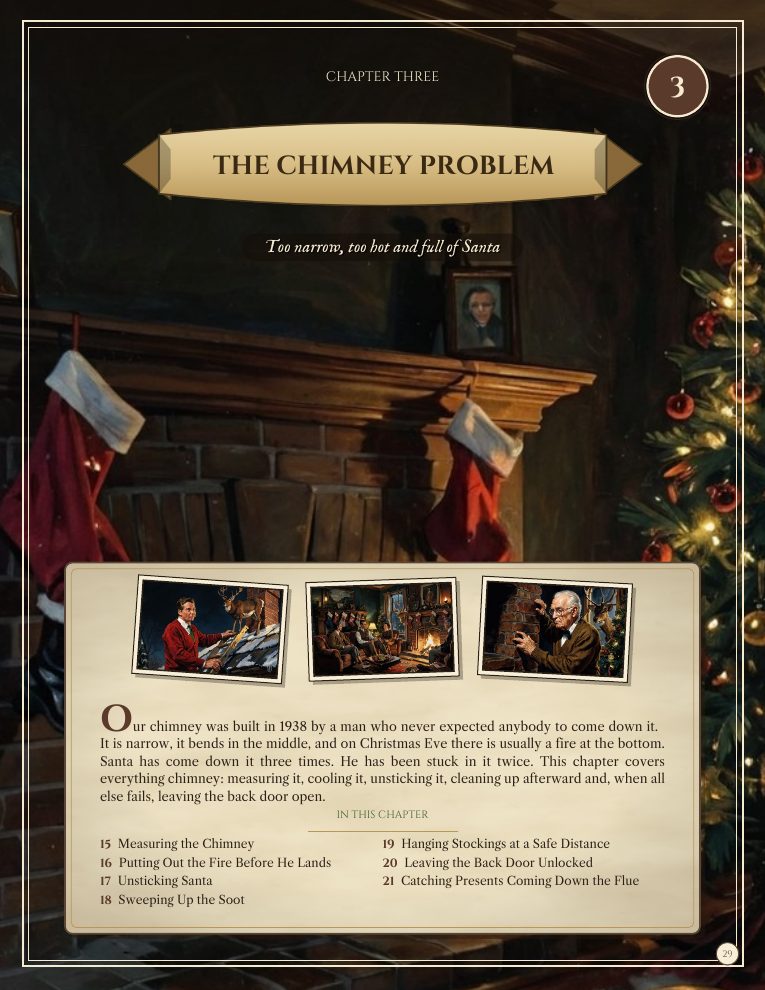 CHAPTER THREE
3
THE CHIMNEY PROBLEM
Too narrow, too hot and full of Santa
Our chimney was built in 1938 by a man who never expected anybody to come down it.
It is narrow, it bends in the middle, and on Christmas Eve there is usually a fire at the bottom.
Santa has come down it three times. He has been stuck in it twice. This chapter covers
everything chimney: measuring it, cooling it, unsticking it, cleaning up afterward and, when all
else fails, leaving the back door open.
IN THIS CHAPTER
15 Measuring the Chimney
16 Putting Out the Fire Before He Lands
17 Unsticking Santa
18 Sweeping Up the Soot
19 Hanging Stockings at a Safe Distance
20 Leaving the Back Door Unlocked
21 Catching Presents Coming Down the Flue
29